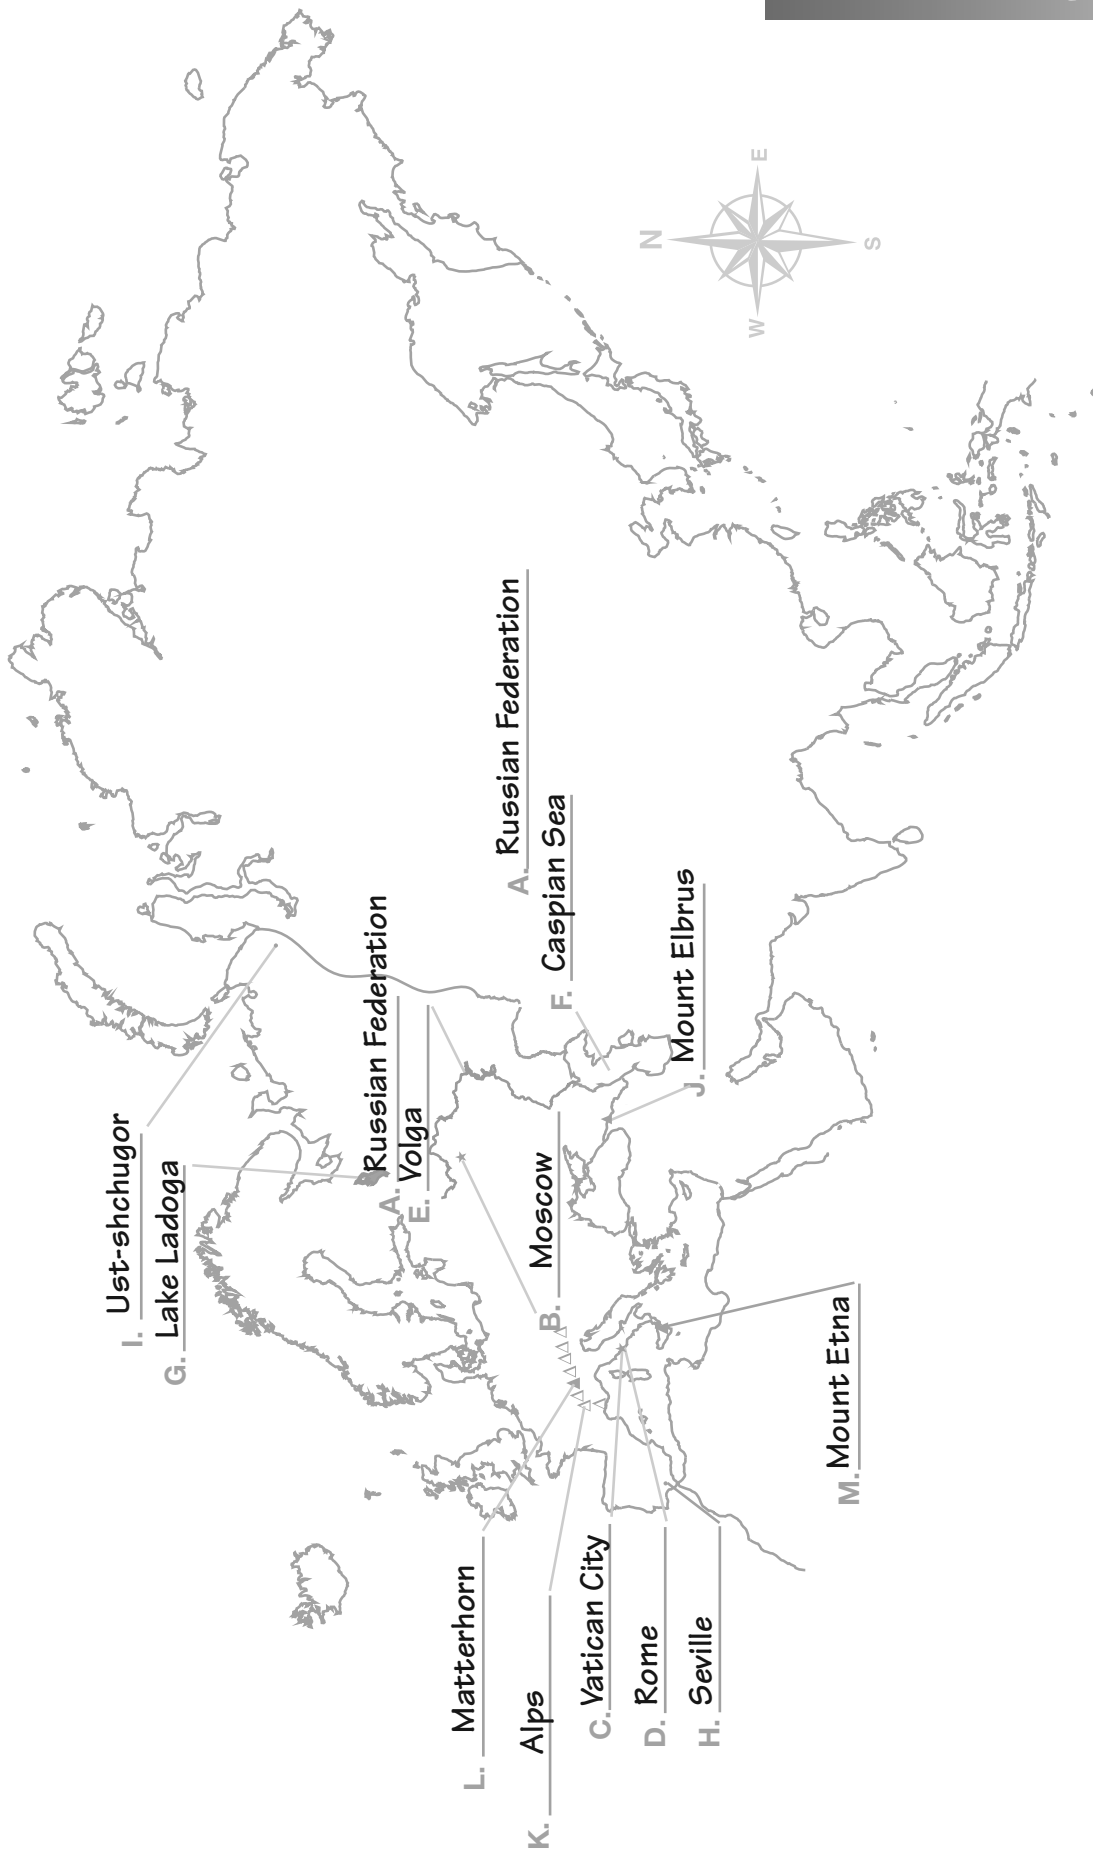 I. Ust-shchugor
G. Lake Ladoga
A. Russian Federation
E. Volga
A. Russian Federation
F. Caspian Sea
B. Moscow
J. Mount Elbrus
L. Matterhorn
K. Alps
C. Vatican City
D. Rome
H. Seville
M. Mount Etna
N
E
S
W